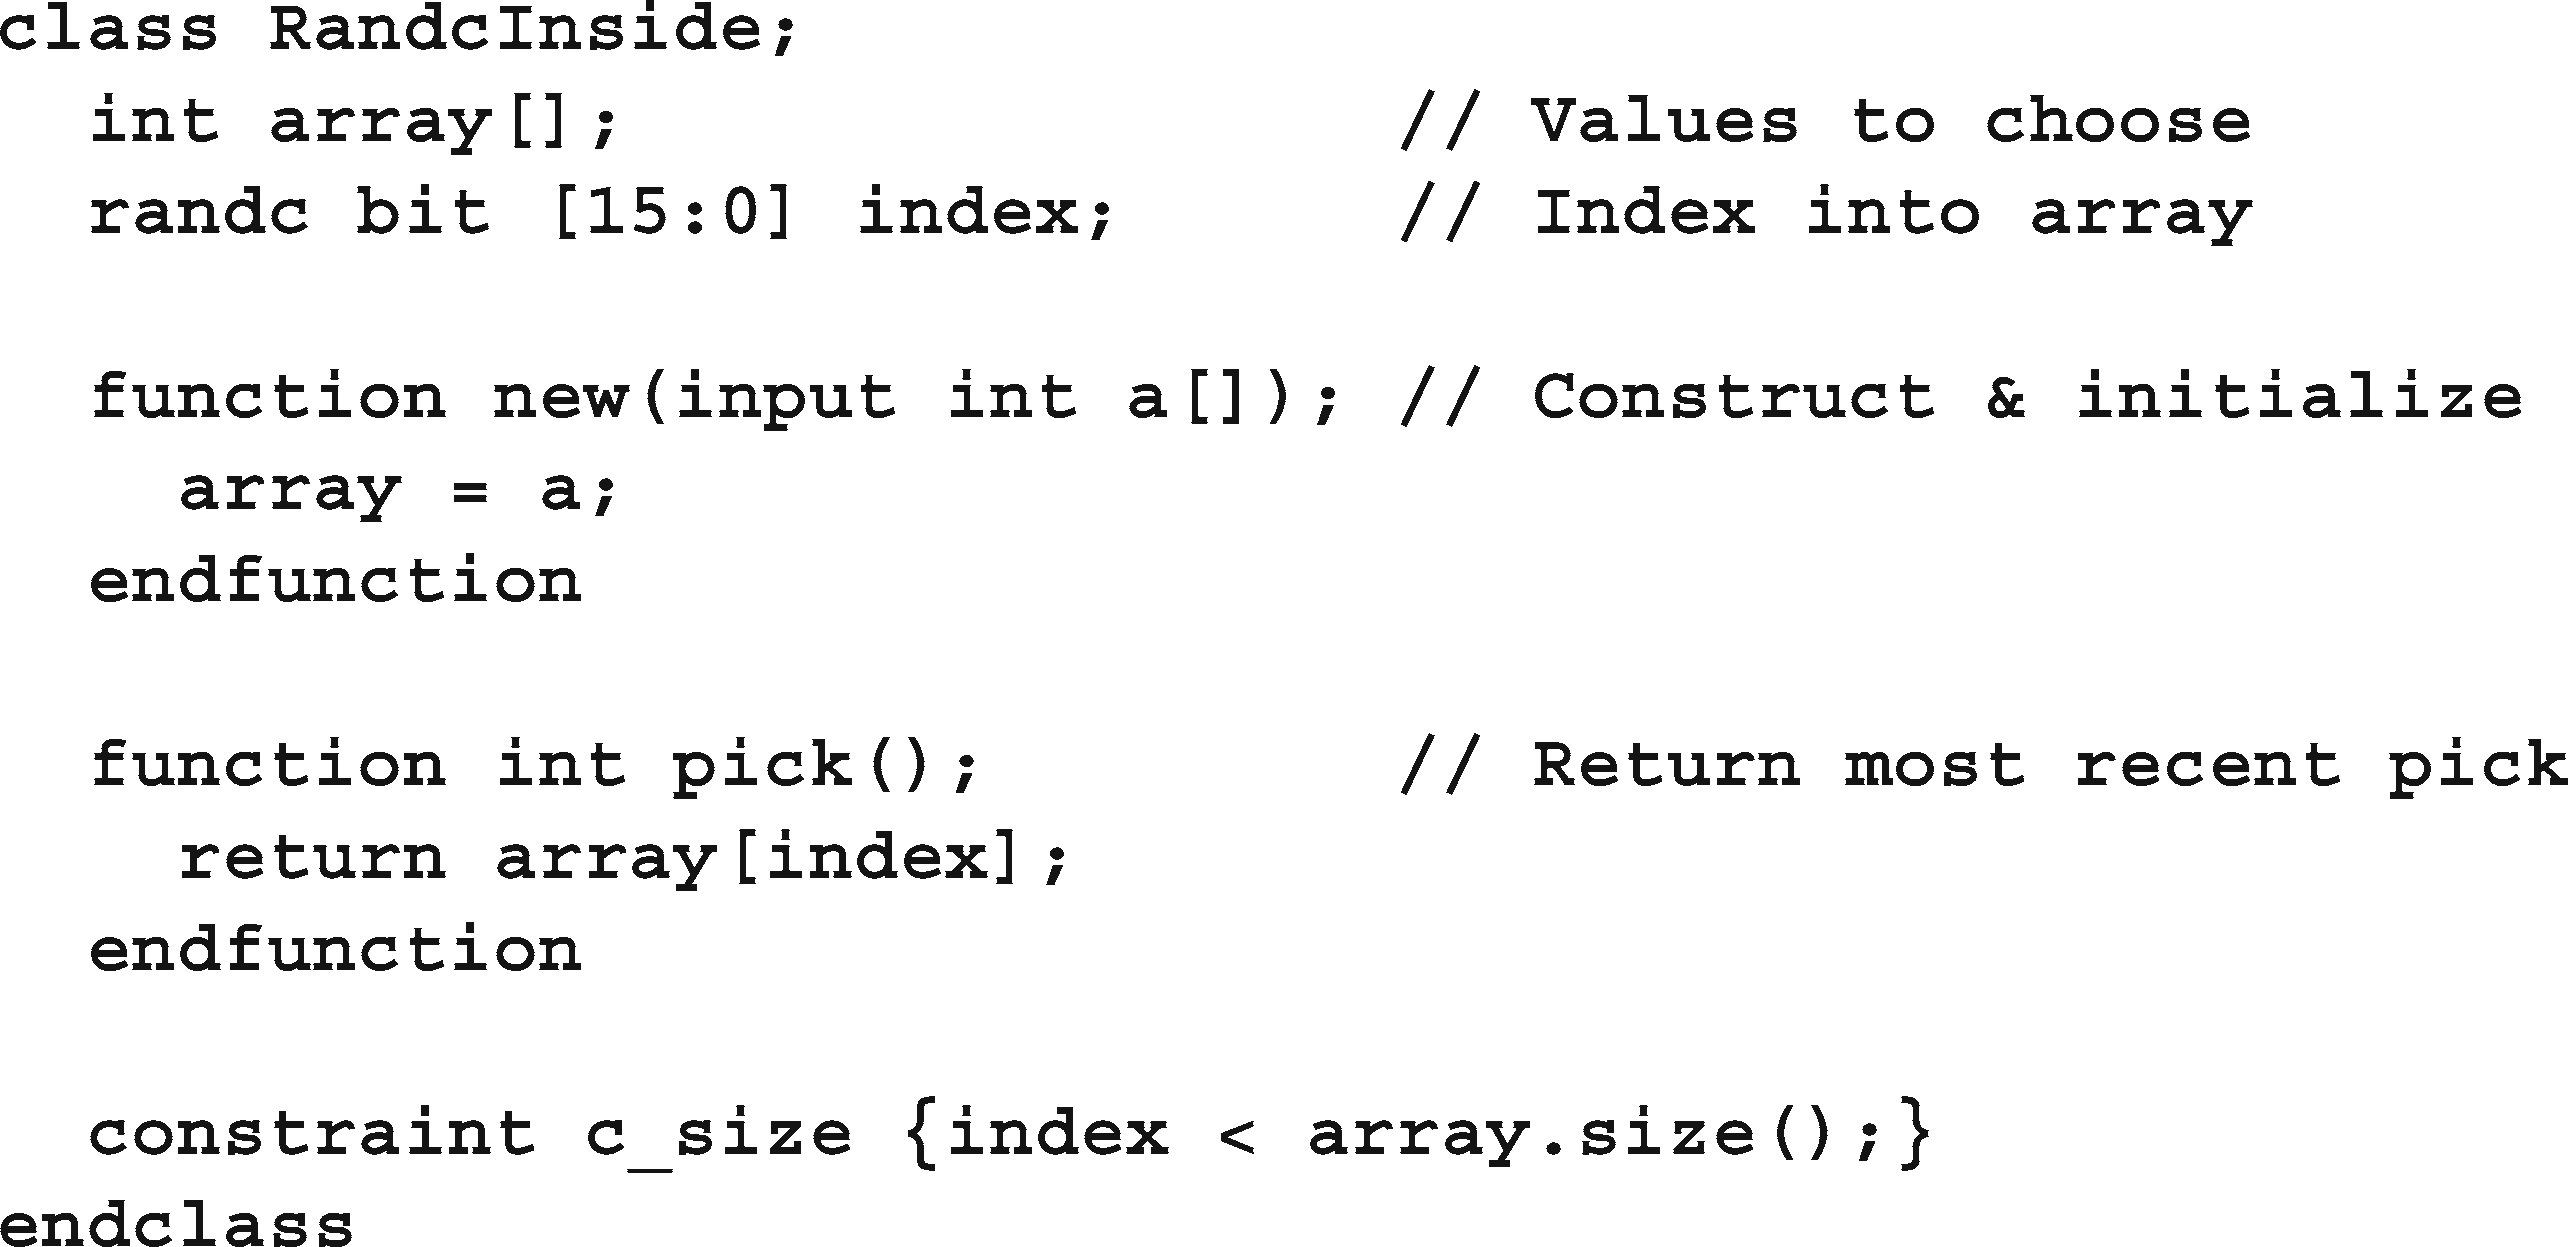 class RandcInside;
  int array[];                  // Values to choose
  randc bit [15:0] index;       // Index into array

  function new(input int a[]);  // Construct & initialize
    array = a;
  endfunction

  function int pick();          // Return most recent pick
    return array[index];
  endfunction

  constraint c_size {index < array.size();}
endclass